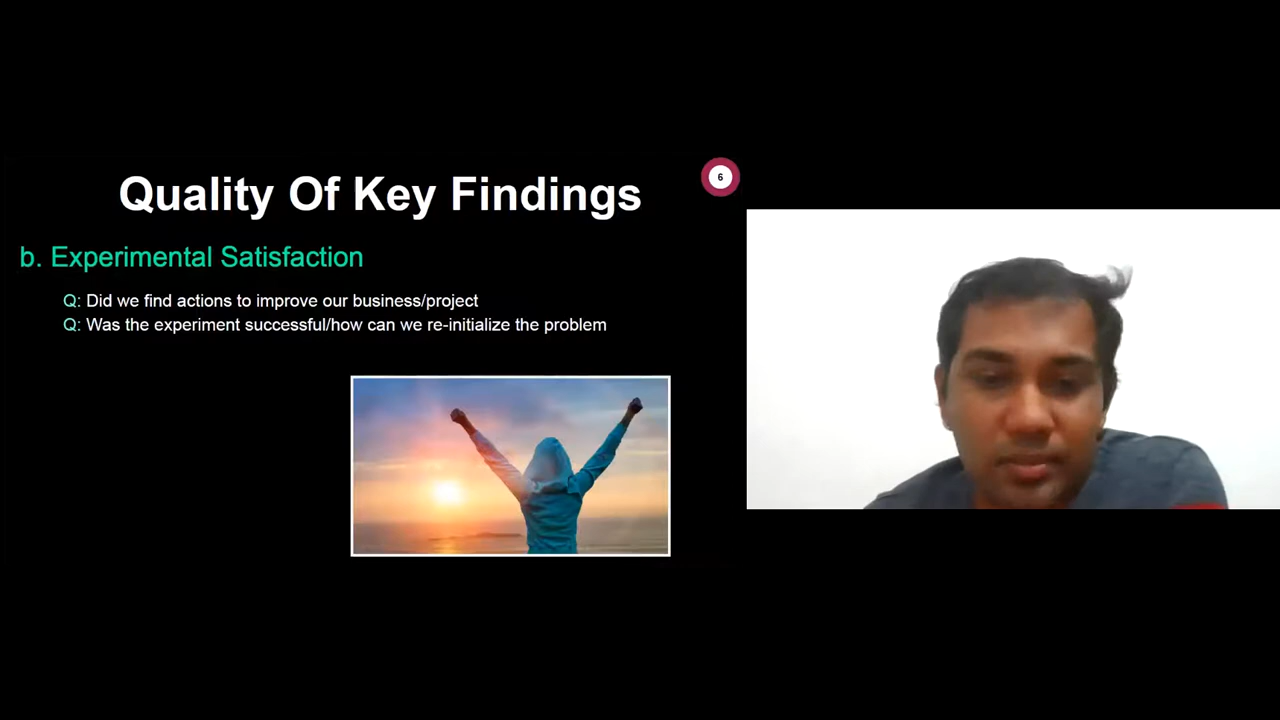 Quality Of Key Findings
6
b. Experimental Satisfaction
Q: Did we find actions to improve our business/project
Q: Was the experiment successful/how can we re-initialize the problem